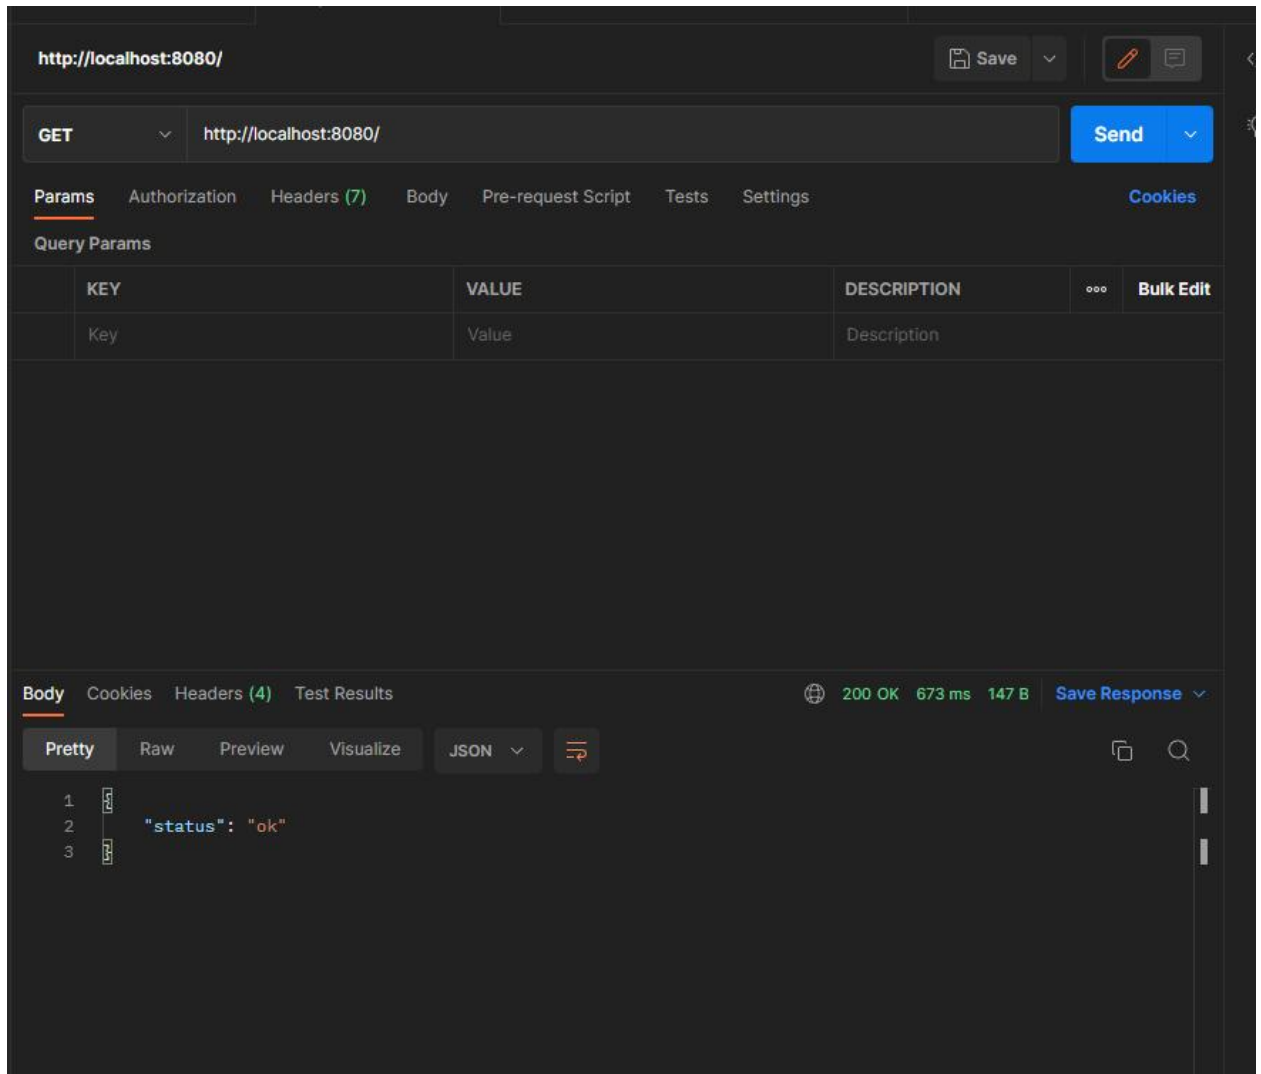 http://localhost:8080/ Save
GET http://localhost:8080/ Send
Params Authorization Headers (7) Body Pre-request Script Tests Settings Cookies
Query Params
KEY VALUE DESCRIPTION Bulk Edit
Key Value Description
Body Cookies Headers (4) Test Results 200 OK 673 ms 147 B Save Response
Pretty Raw Preview Visualize JSON
1 {
2 "status": "ok"
3 }